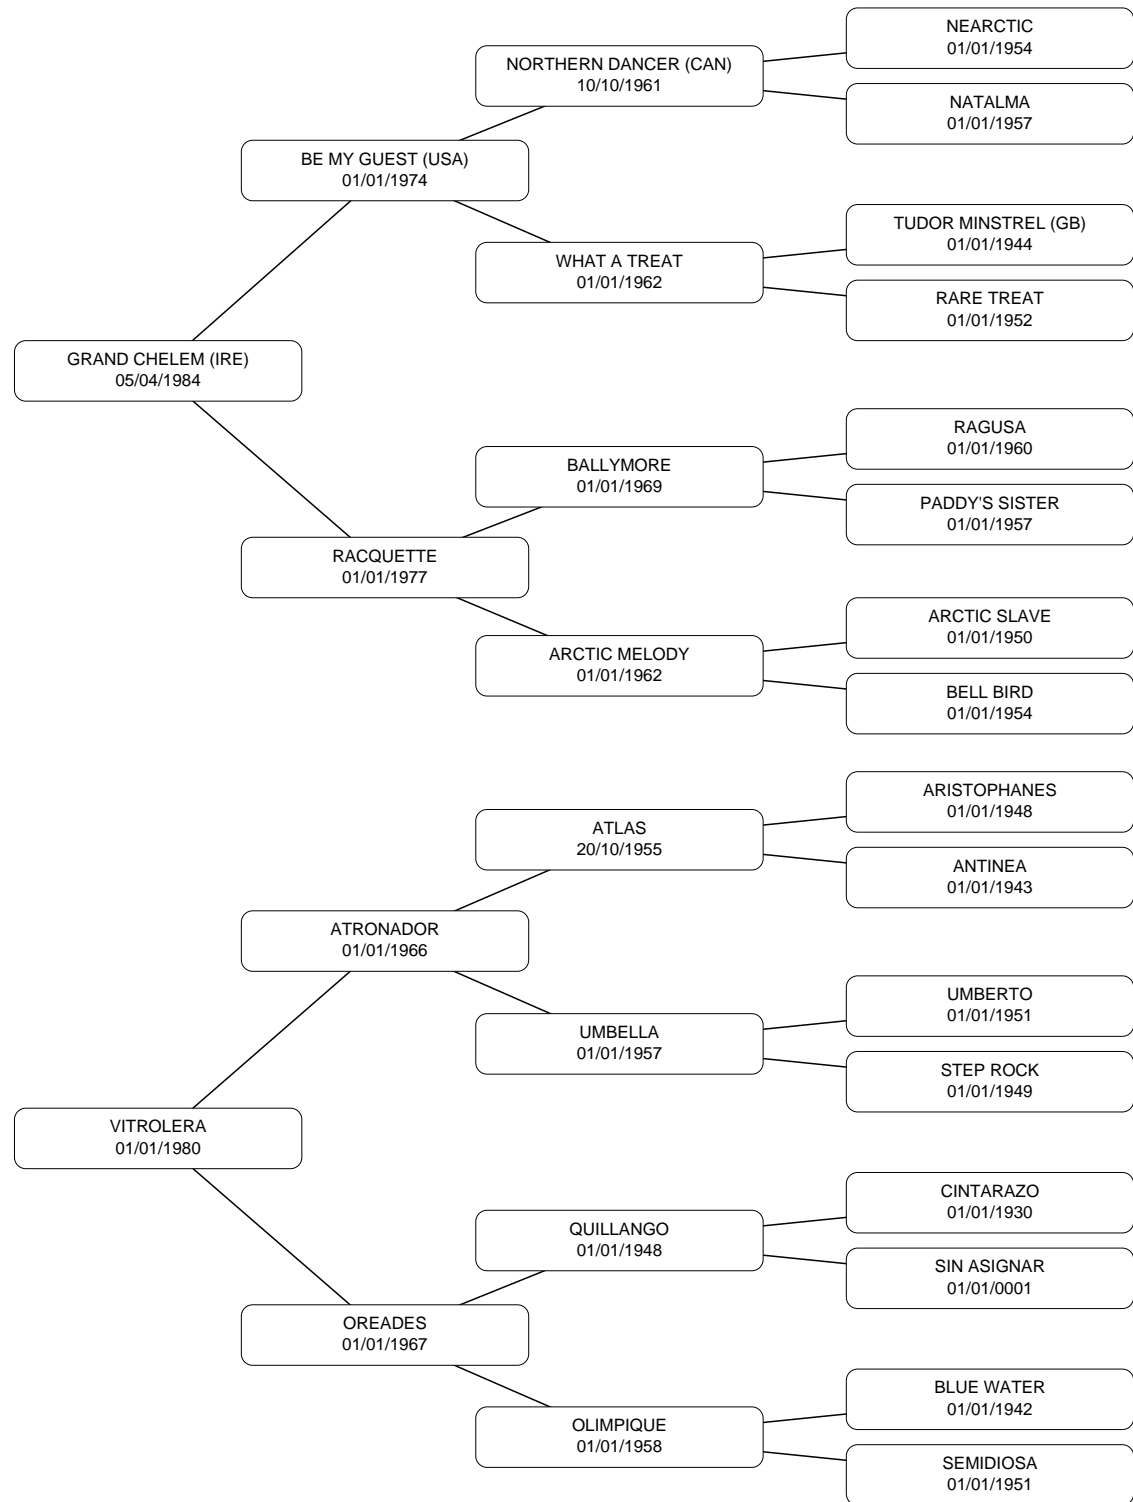 NEARCTIC
01/01/1954
NORTHERN DANCER (CAN)
10/10/1961
NATALMA
01/01/1957
BE MY GUEST (USA)
01/01/1974
TUDOR MINSTREL (GB)
01/01/1944
WHAT A TREAT
01/01/1962
RARE TREAT
01/01/1952
GRAND CHELEM (IRE)
05/04/1984
RAGUSA
01/01/1960
BALLYMORE
01/01/1969
PADDY'S SISTER
01/01/1957
RACQUETTE
01/01/1977
ARCTIC SLAVE
01/01/1950
ARCTIC MELODY
01/01/1962
BELL BIRD
01/01/1954
ARISTOPHANES
01/01/1948
ATLAS
20/10/1955
ANTINEA
01/01/1943
ATRONADOR
01/01/1966
UMBERTO
01/01/1951
UMBELLA
01/01/1957
STEP ROCK
01/01/1949
VITROLERA
01/01/1980
CINTARAZO
01/01/1930
QUILLANGO
01/01/1948
SIN ASIGNAR
01/01/0001
OREADES
01/01/1967
BLUE WATER
01/01/1942
OLIMPIQUE
01/01/1958
SEMIDIOSA
01/01/1951